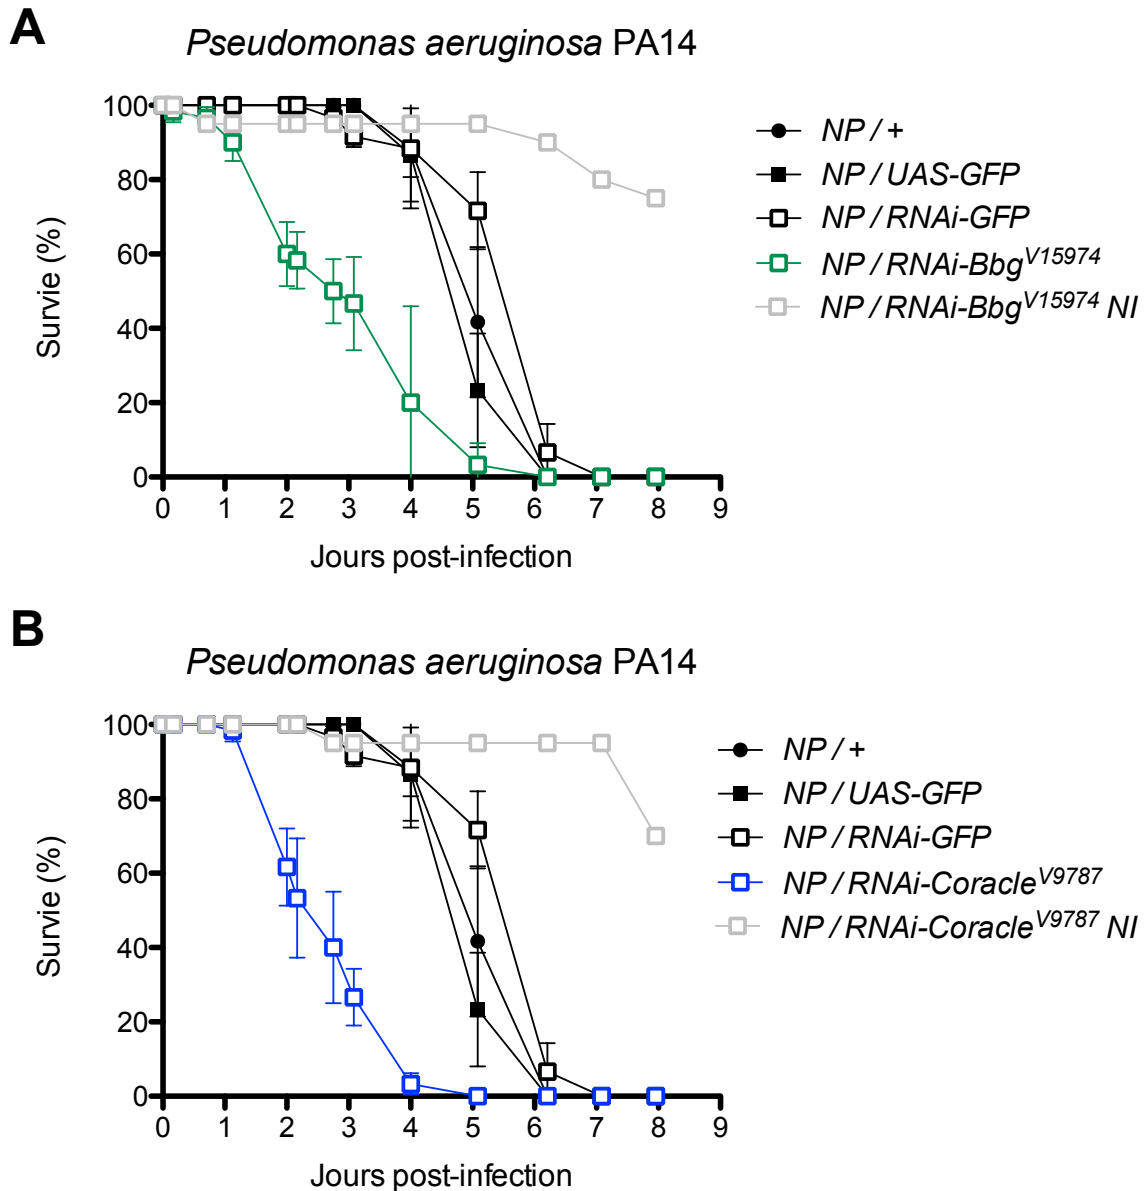 A
Pseudomonas aeruginosa PA14
Survie (%)
100
80
60
40
20
0
0 1 2 3 4 5 6 7 8 9
Jours post-infection
NP / +
NP / UAS-GFP
NP / RNAi-GFP
NP / RNAi-Bbg^V15974
NP / RNAi-Bbg^V15974 NI
B
Pseudomonas aeruginosa PA14
Survie (%)
100
80
60
40
20
0
0 1 2 3 4 5 6 7 8 9
Jours post-infection
NP / +
NP / UAS-GFP
NP / RNAi-GFP
NP / RNAi-Coracle^V9787
NP / RNAi-Coracle^V9787 NI